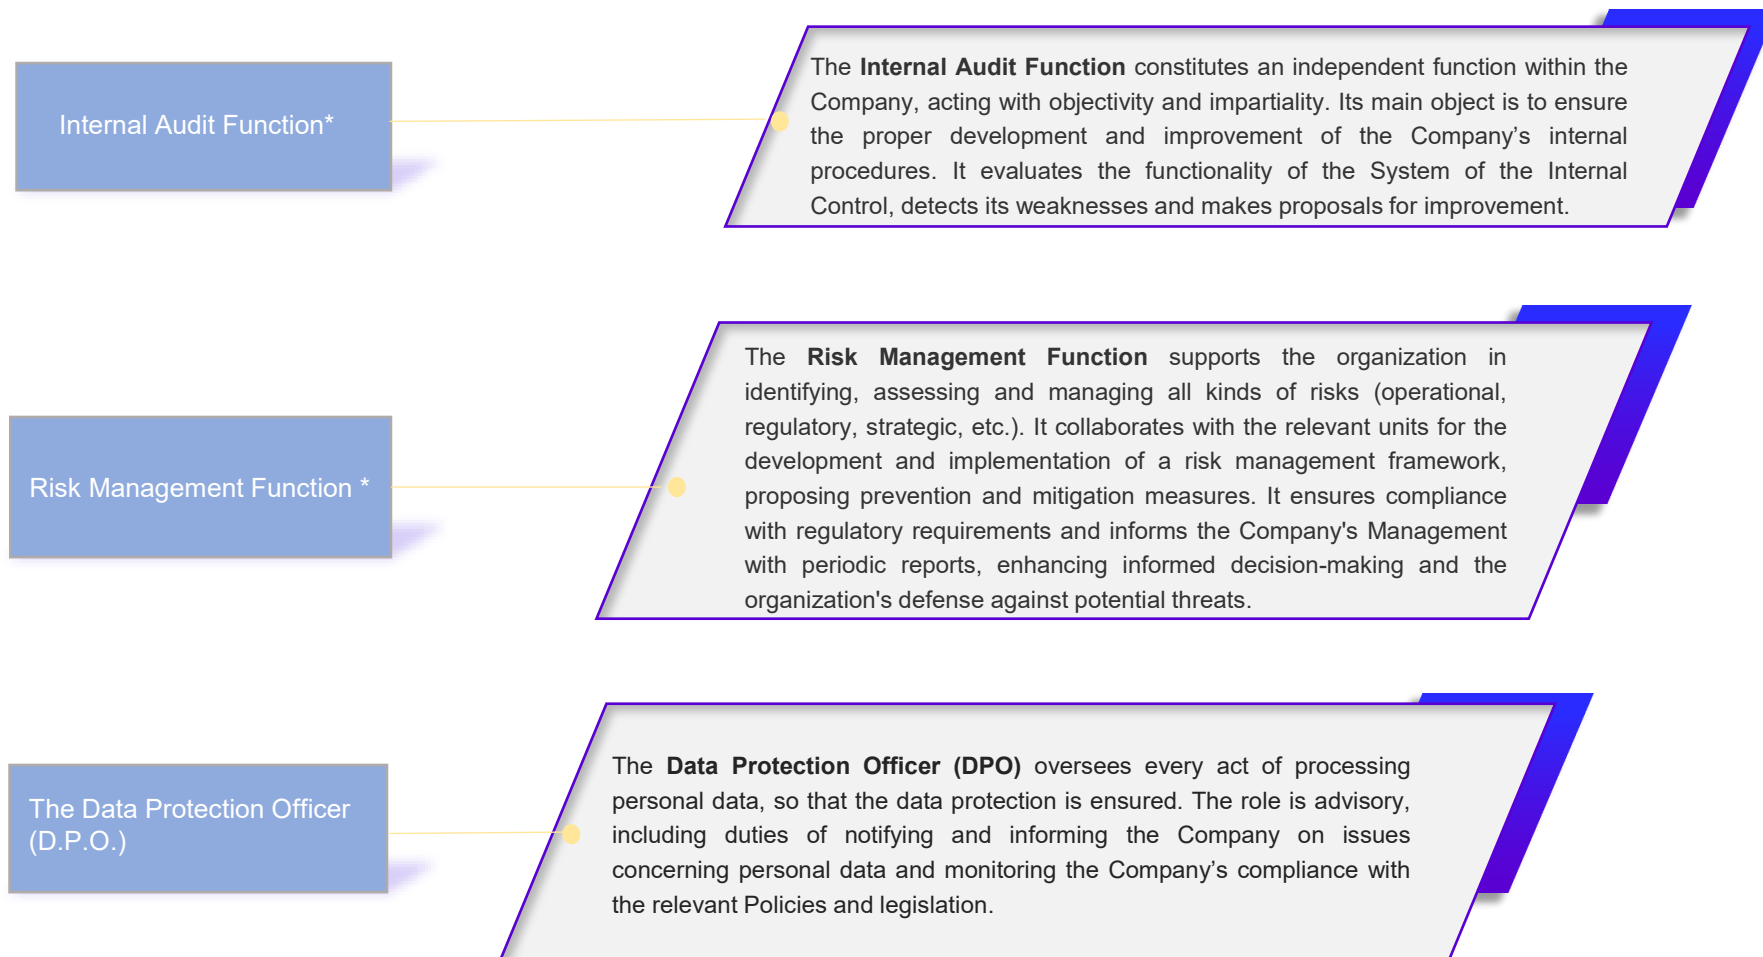 Internal Audit Function*
The Internal Audit Function constitutes an independent function within the
Company, acting with objectivity and impartiality. Its main object is to ensure
the proper development and improvement of the Company’s internal
procedures. It evaluates the functionality of the System of the Internal
Control, detects its weaknesses and makes proposals for improvement.
Risk Management Function *
The Risk Management Function supports the organization in
identifying, assessing and managing all kinds of risks (operational,
regulatory, strategic, etc.). It collaborates with the relevant units for the
development and implementation of a risk management framework,
proposing prevention and mitigation measures. It ensures compliance
with regulatory requirements and informs the Company's Management
with periodic reports, enhancing informed decision-making and the
organization's defense against potential threats.
The Data Protection Officer
(D.P.O.)
The Data Protection Officer (DPO) oversees every act of processing
personal data, so that the data protection is ensured. The role is advisory,
including duties of notifying and informing the Company on issues
concerning personal data and monitoring the Company’s compliance with
the relevant Policies and legislation.